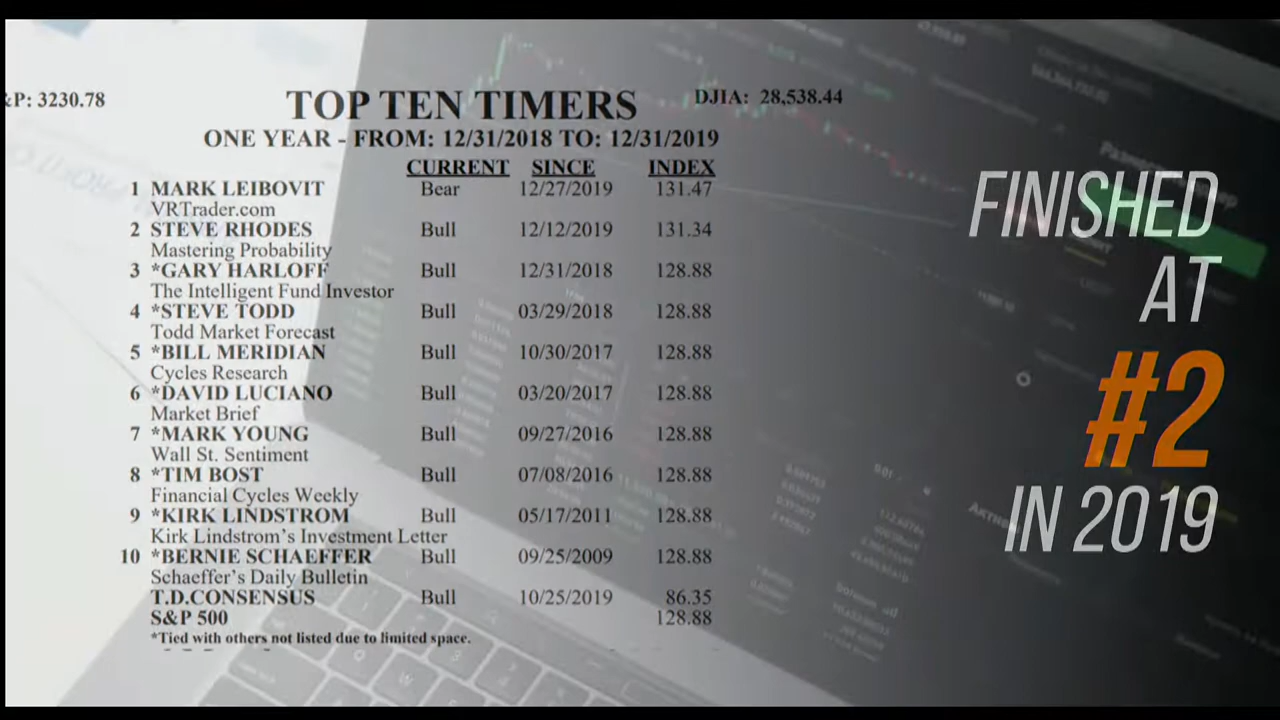 &P: 3230.78
TOP TEN TIMERS
DJIA: 28,538.44
ONE YEAR - FROM: 12/31/2018 TO: 12/31/2019
CURRENT SINCE INDEX
1 MARK LEIBOVIT Bear 12/27/2019 131.47
VRTrader.com
2 STEVE RHODES Bull 12/12/2019 131.34
Mastering Probability
3 *GARY HARLOFF Bull 12/31/2018 128.88
The Intelligent Fund Investor
4 *STEVE TODD Bull 03/29/2018 128.88
Todd Market Forecast
5 *BILL MERIDIAN Bull 10/30/2017 128.88
Cycles Research
6 *DAVID LUCIANO Bull 03/20/2017 128.88
Market Brief
7 *MARK YOUNG Bull 09/27/2016 128.88
Wall St. Sentiment
8 *TIM BOST Bull 07/08/2016 128.88
Financial Cycles Weekly
9 *KIRK LINDSTROM Bull 05/17/2011 128.88
Kirk Lindstrom's Investment Letter
10 *BERNIE SCHAEFFER Bull 09/25/2009 128.88
Schaeffer's Daily Bulletin
T.D.CONSENSUS Bull 10/25/2019 86.35
S&P 500 128.88
*Tied with others not listed due to limited space.
FINISHED
AT
#2
IN 2019